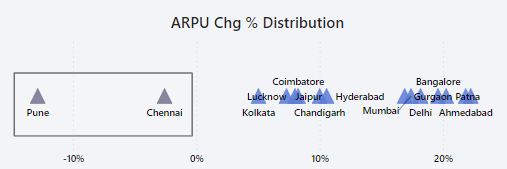 ARPU Chg % Distribution
Coimbatore Bangalore
Lucknow Jaipur Hyderabad Gurgaon Patna
Pune Chennai Kolkata Chandigarh Mumbai Delhi Ahmedabad
-10% 0% 10% 20%